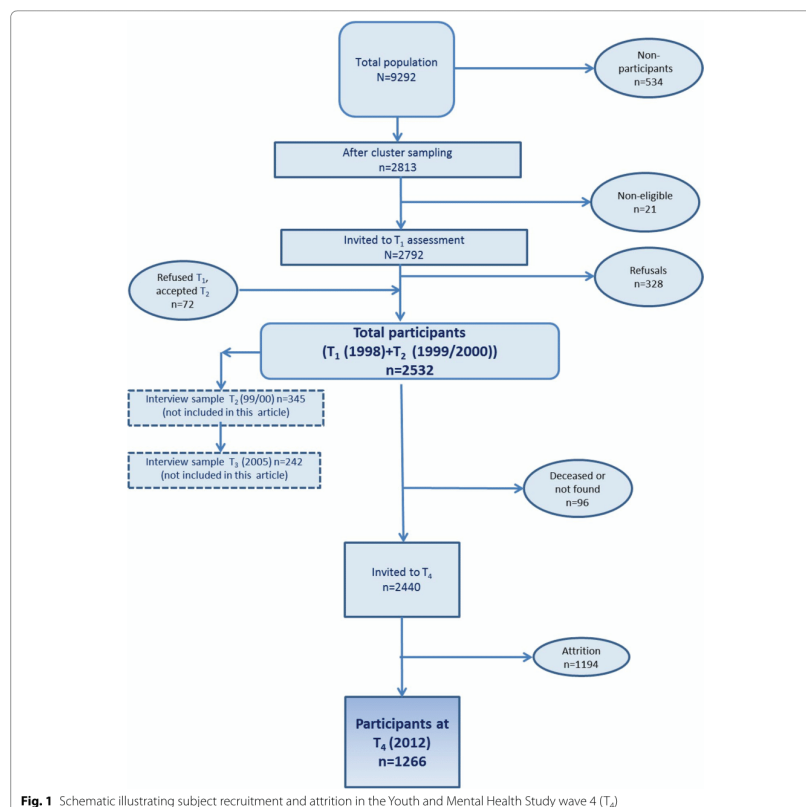 Total population
N=9292
Non-
participants
n=534
After cluster sampling
n=2813
Non-eligible
n=21
Invited to T₁ assessment
N=2792
Refusals
n=328
Refused T₁,
accepted T₂
n=72
Total participants
(T₁ (1998)+T₂ (1999/2000))
n=2532
Interview sample T₂ (99/00) n=345
(not included in this article)
Interview sample T₃ (2005) n=242
(not included in this article)
Deceased or
not found
n=96
Invited to T₄
n=2440
Attrition
n=1194
Participants at
T₄ (2012)
n=1266
Fig. 1 Schematic illustrating subject recruitment and attrition in the Youth and Mental Health Study wave 4 (T₄)